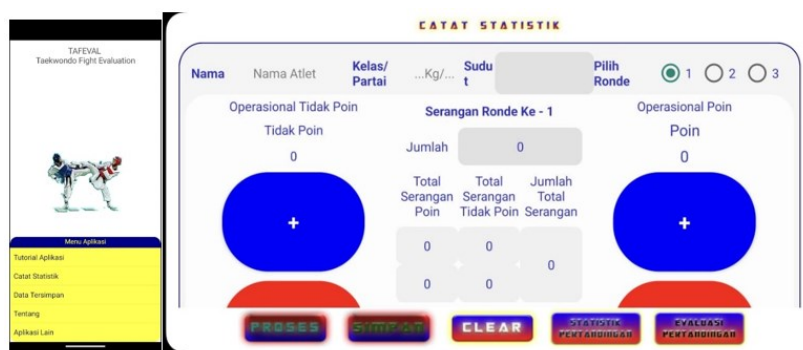 TAFEVAL
Taekwondo Fight Evaluation
Menu Aplikasi
Tutorial Aplikasi
Catat Statistik
Data Tersimpan
Tentang
Aplikasi Lain
CATAT STATISTIK
Nama
Nama Atlet
Kelas/
Partai
...Kg/...
Sudu
t
Pilih
Ronde
1
2
3
Operasional Tidak Poin
Tidak Poin
0
+
Serangan Ronde Ke - 1
Jumlah
0
Total
Serangan
Poin
Total
Serangan
Tidak Poin
Jumlah
Total
Serangan
0
0
0
0
0
Operasional Poin
Poin
0
+
PROSES
SIMPAN
CLEAR
STATISTIK
PERTANDINGAN
EVALUASI
PERTANDINGAN